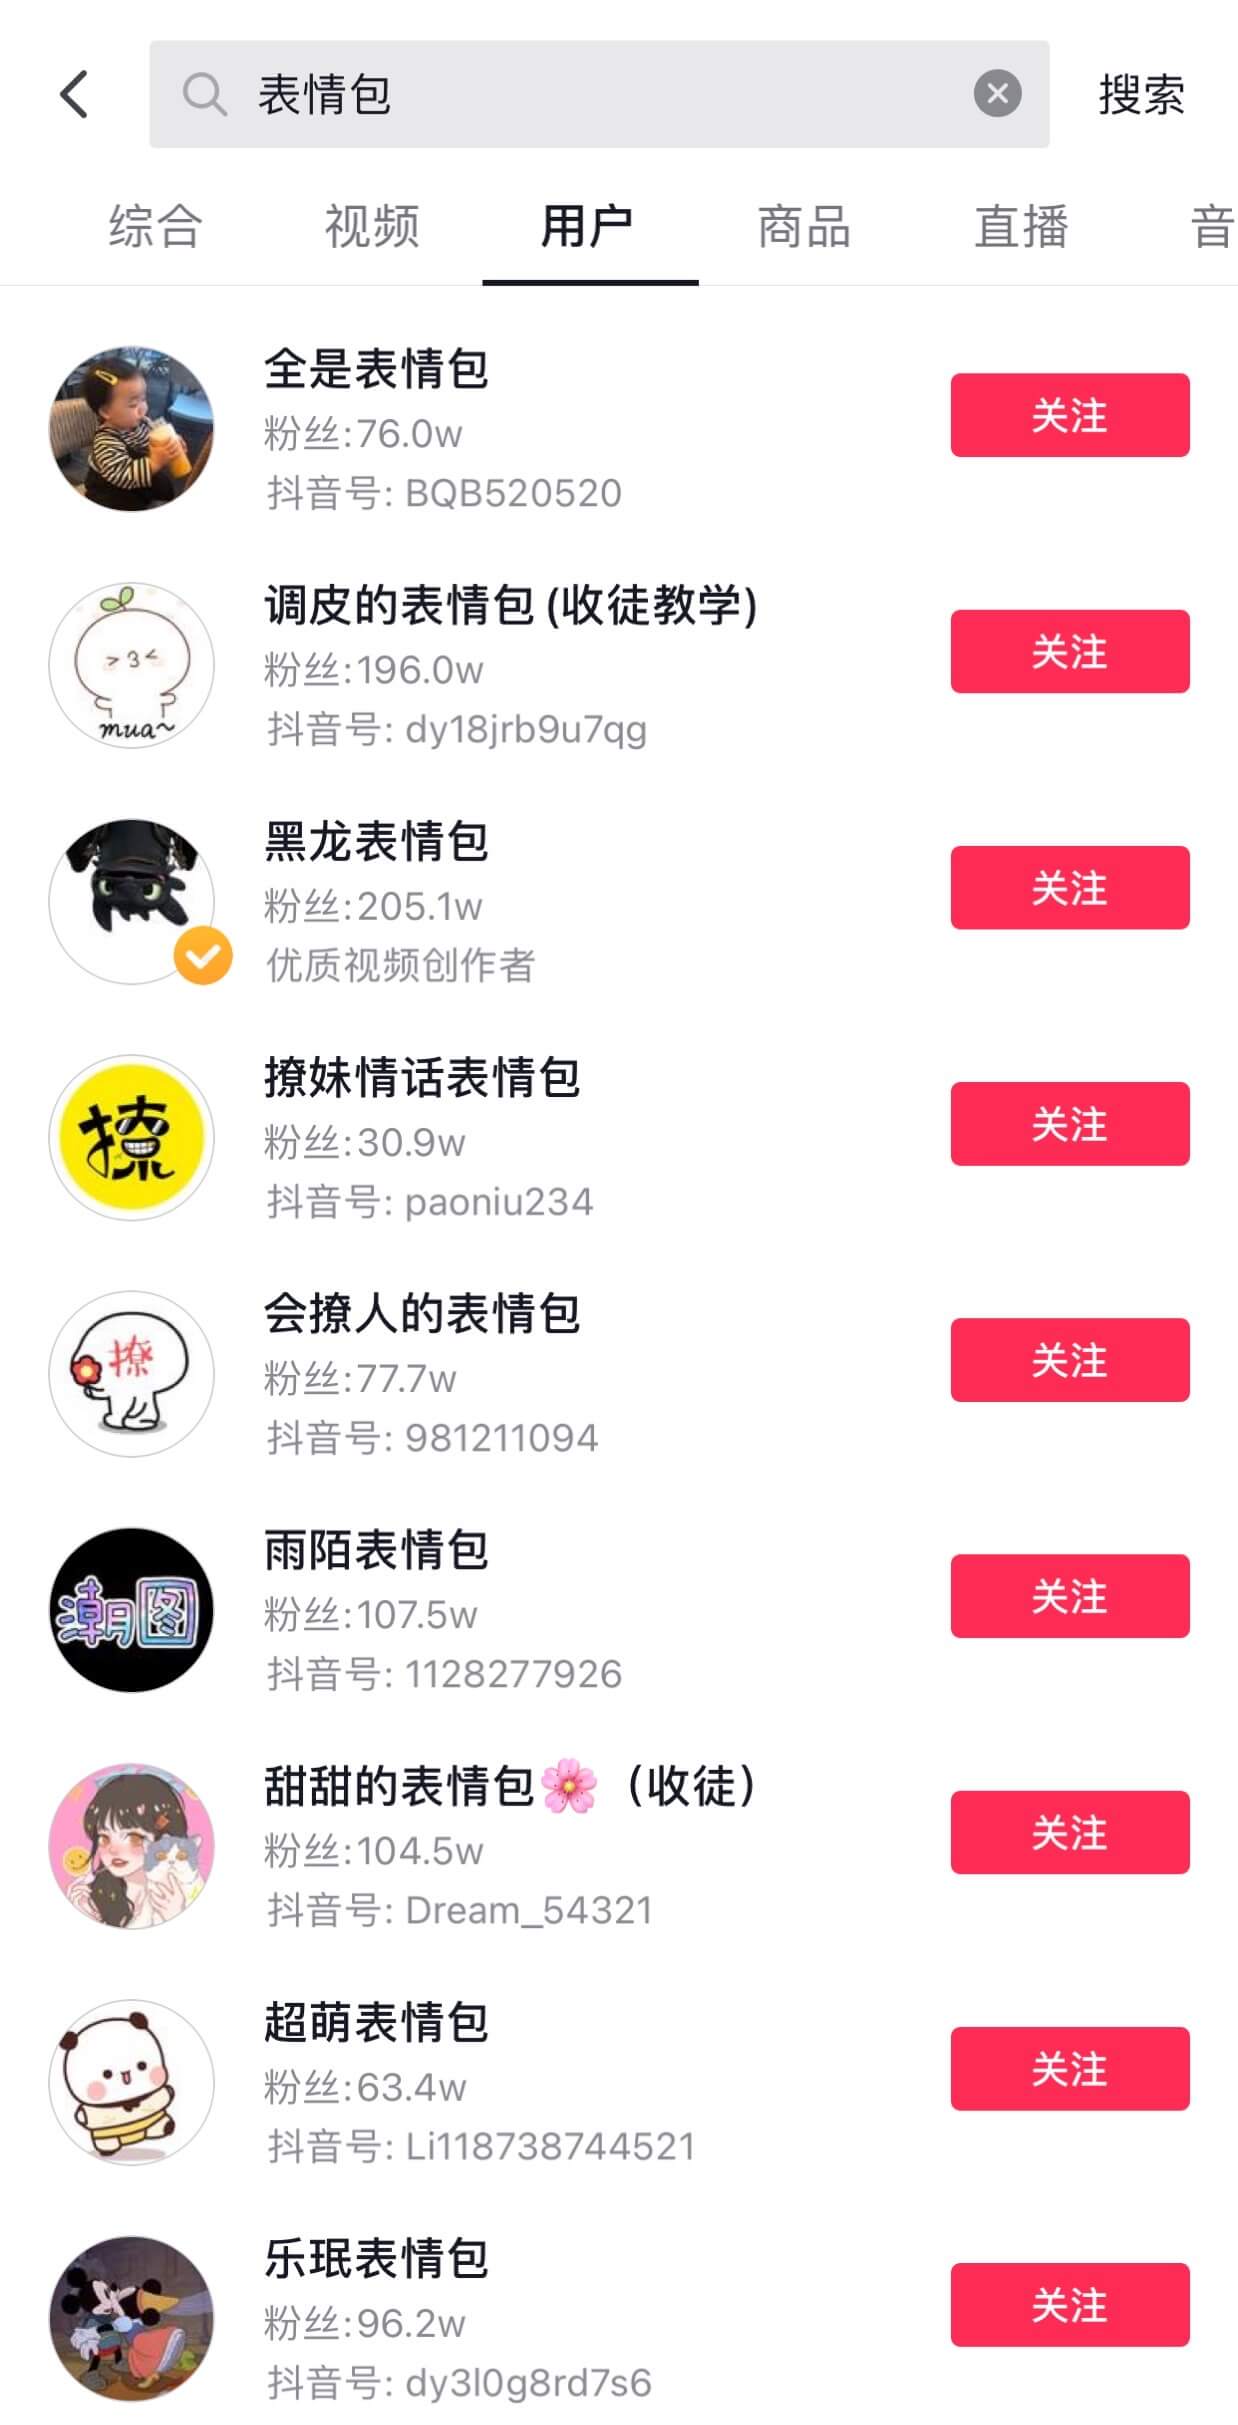 表情包
搜索
综合 视频 用户 商品 直播 音
全是表情包
粉丝:76.0w
关注
抖音号: BQB520520
mua~
调皮的表情包 (收徒教学)
粉丝:196.0w
关注
抖音号: dy18jrb9u7qg
黑龙表情包
粉丝:205.1w
关注
优质视频创作者
撩
撩妹情话表情包
粉丝:30.9w
关注
抖音号: paoniu234
撩
会撩人的表情包
粉丝:77.7w
关注
抖音号: 981211094
潮图
雨陌表情包
粉丝:107.5w
关注
抖音号: 1128277926
甜甜的表情包🌸（收徒）
粉丝:104.5w
关注
抖音号: Dream_54321
超萌表情包
粉丝:63.4w
关注
抖音号: Li118738744521
乐珉表情包
粉丝:96.2w
关注
抖音号: dy3l0g8rd7s6